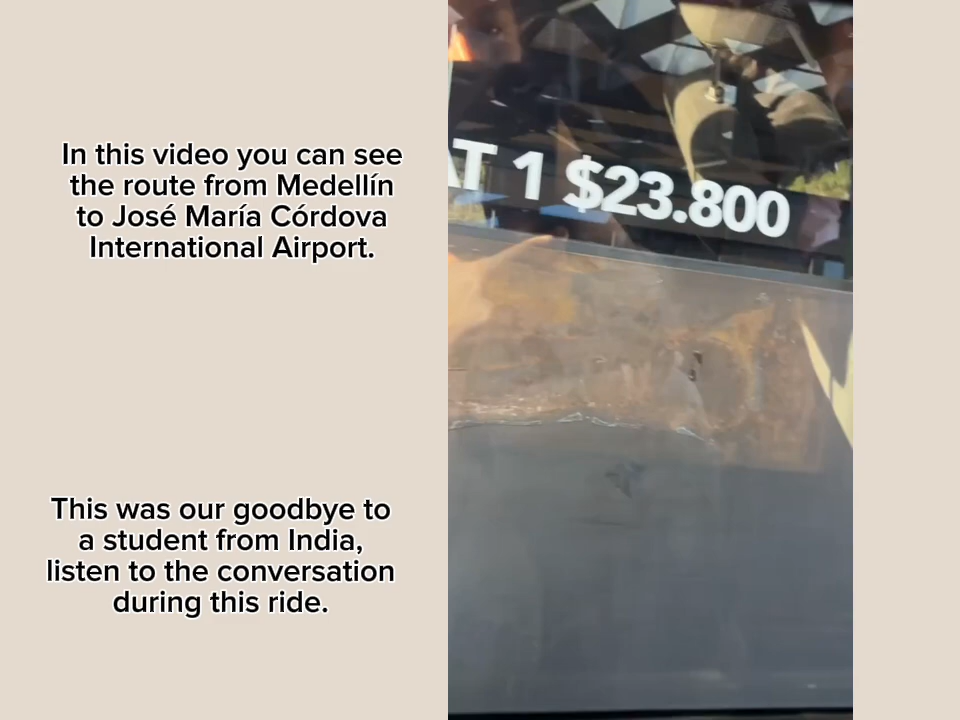 In this video you can see
the route from Medellín
to José María Córdova
International Airport.
This was our goodbye to
a student from India,
listen to the conversation
during this ride.
AT 1 $23.800